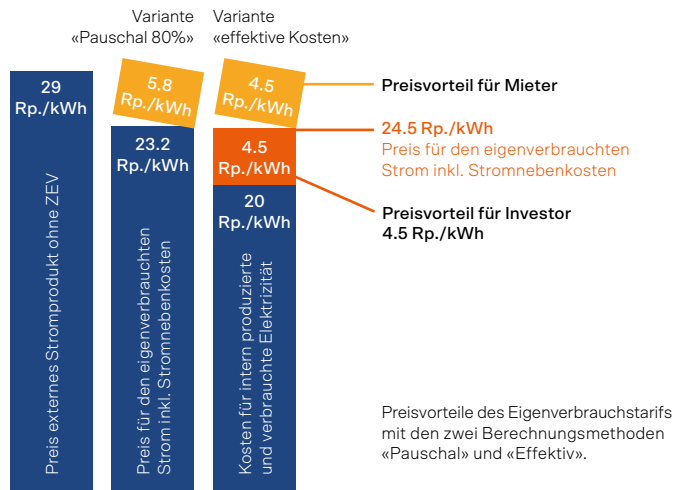 Variante
«Pauschal 80%»
Variante
«effektive Kosten»
29
Rp./kWh
Preis externes Stromprodukt ohne ZEV
5.8
Rp./kWh
23.2
Rp./kWh
Preis für den eigenverbrauchten
Strom inkl. Stromnebenkosten
4.5
Rp./kWh
4.5
Rp./kWh
20
Rp./kWh
Kosten für intern produzierte
und verbrauchte Elektrizität
Preisvorteil für Mieter
24.5 Rp./kWh
Preis für den eigenverbrauchten
Strom inkl. Stromnebenkosten
Preisvorteil für Investor
4.5 Rp./kWh
Preisvorteile des Eigenverbrauchstarifs
mit den zwei Berechnungsmethoden
«Pauschal» und «Effektiv».